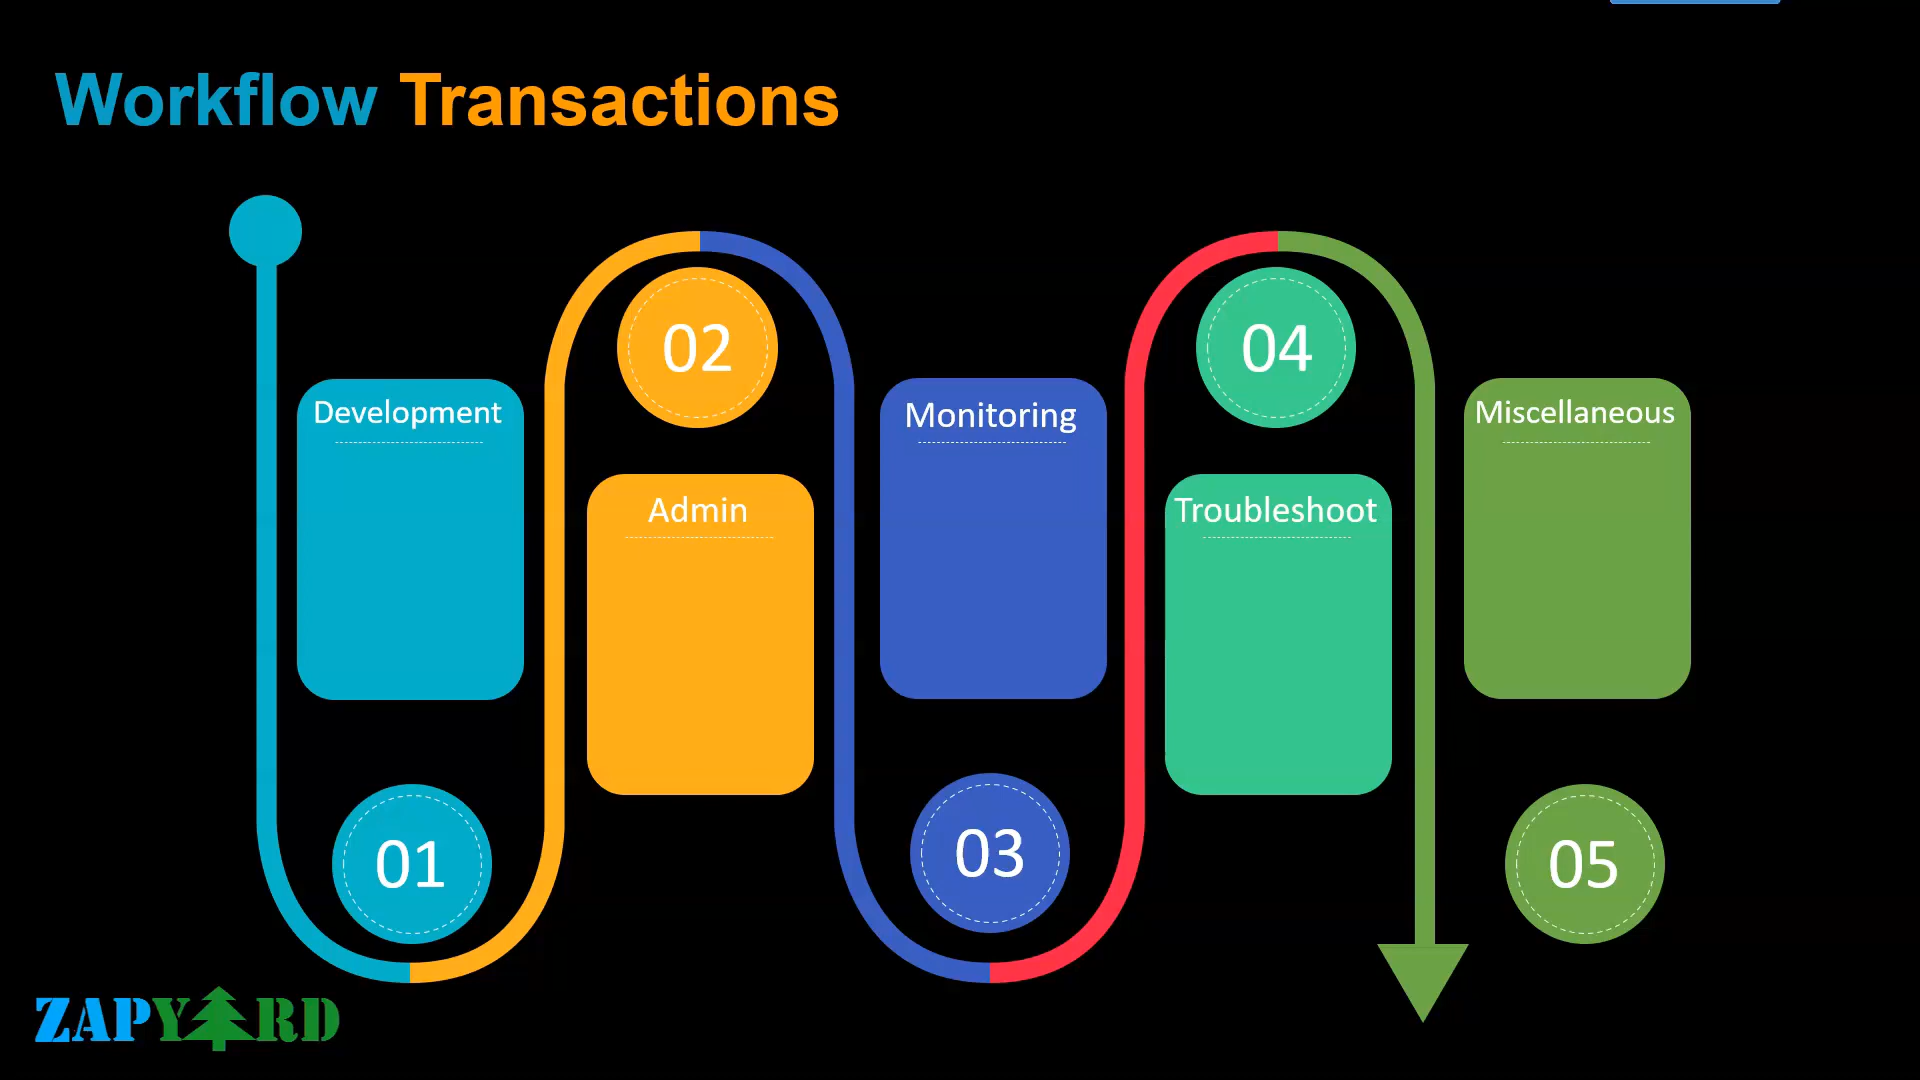 Workflow Transactions
Development
01
02
Admin
Monitoring
03
04
Troubleshoot
Miscellaneous
05
ZAPYARD